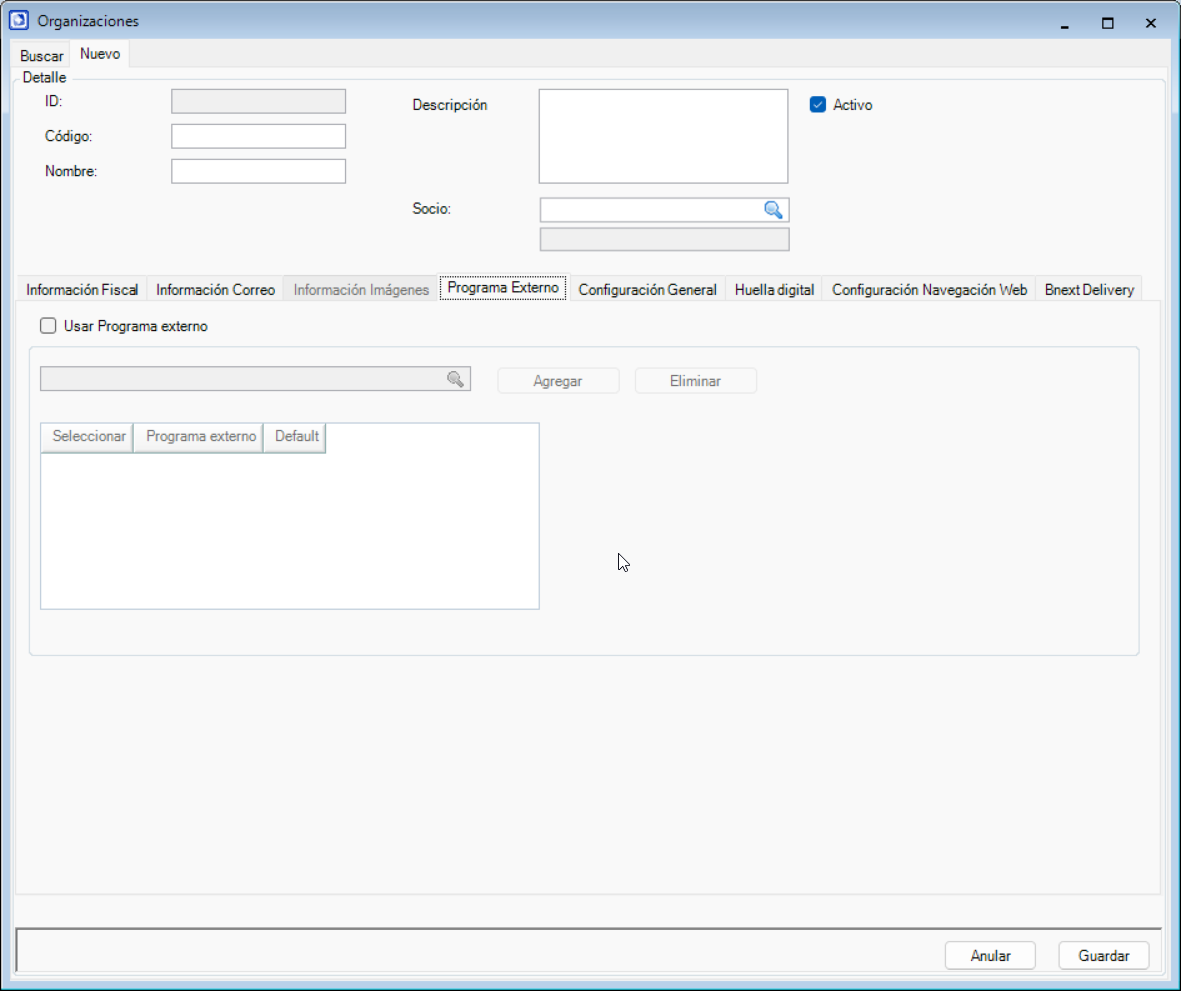 Organizaciones
Buscar Nuevo
Detalle
ID:
Código:
Nombre:
Descripción
Activo
Socio:
Información Fiscal Información Correo Información Imágenes Programa Externo Configuración General Huella digital Configuración Navegación Web Bnext Delivery
Usar Programa externo
Agregar Eliminar
Seleccionar Programa externo Default
Anular Guardar